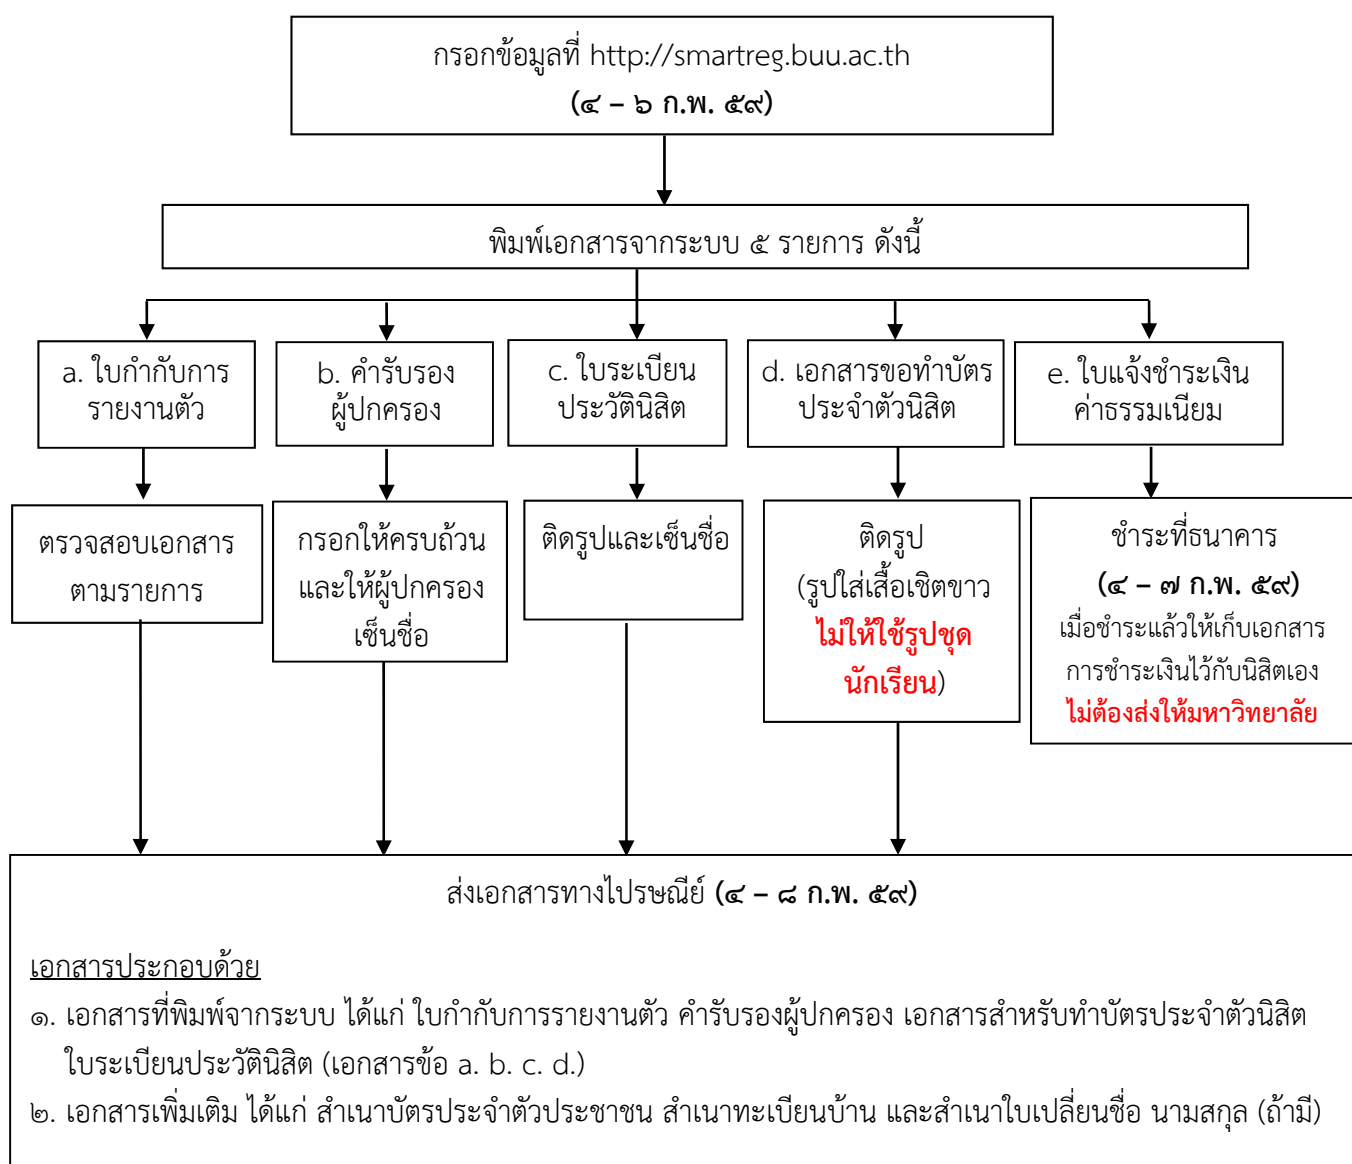 กรอกข้อมูลที่ http://smartreg.buu.ac.th
(๔ – ๖ ก.พ. ๕๙)
พิมพ์เอกสารจากระบบ ๕ รายการ ดังนี้
a. ใบกำกับการ
รายงานตัว
b. คำรับรอง
ผู้ปกครอง
c. ใบระเบียน
ประวัตินิสิต
d. เอกสารขอทำบัตร
ประจำตัวนิสิต
e. ใบแจ้งชำระเงิน
ค่าธรรมเนียม
ตรวจสอบเอกสาร
ตามรายการ
กรอกให้ครบถ้วน
และให้ผู้ปกครอง
เซ็นชื่อ
ติดรูปและเซ็นชื่อ
ติดรูป
(รูปใส่เสื้อเชิตขาว
ไม่ให้ใช้รูปชุด
นักเรียน)
ชำระที่ธนาคาร
(๔ – ๗ ก.พ. ๕๙)
เมื่อชำระแล้วให้เก็บเอกสาร
การชำระเงินไว้กับนิสิตเอง
ไม่ต้องส่งให้มหาวิทยาลัย
ส่งเอกสารทางไปรษณีย์ (๔ – ๘ ก.พ. ๕๙)
เอกสารประกอบด้วย
๑. เอกสารที่พิมพ์จากระบบ ได้แก่ ใบกำกับการรายงานตัว คำรับรองผู้ปกครอง เอกสารสำหรับทำบัตรประจำตัวนิสิต
ใบระเบียนประวัตินิสิต (เอกสารข้อ a. b. c. d.)
๒. เอกสารเพิ่มเติม ได้แก่ สำเนาบัตรประจำตัวประชาชน สำเนาทะเบียนบ้าน และสำเนาใบเปลี่ยนชื่อ นามสกุล (ถ้ามี)